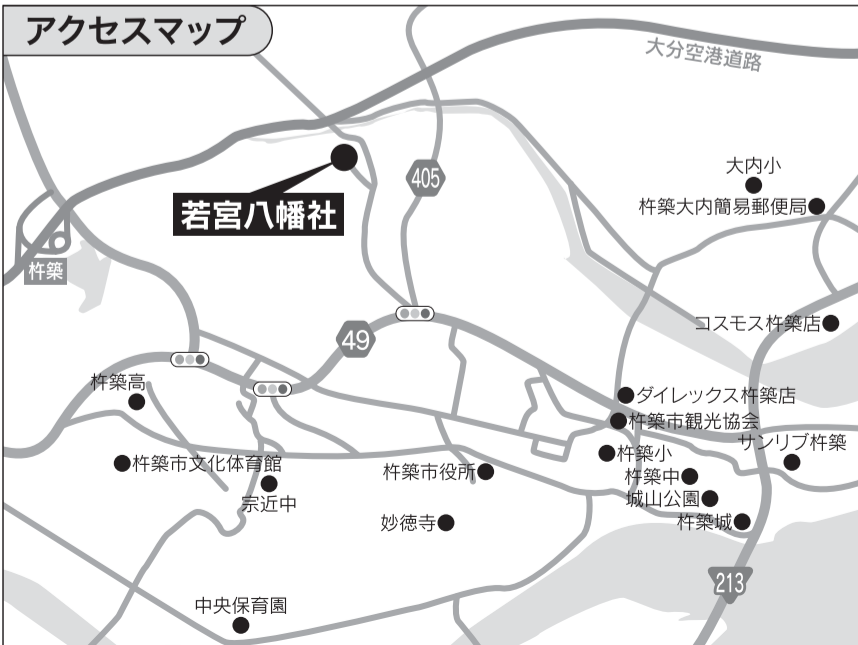 アクセスマップ
大分空港道路
大内小
405
杵築大内簡易郵便局
若宮八幡社
杵築
コスモス杵築店
49
杵築高
ダイレックス杵築店
杵築市観光協会
サンリブ杵築
杵築市文化体育館
杵築小
杵築市役所
杵築中
宗近中
城山公園
妙徳寺
杵築城
213
中央保育園